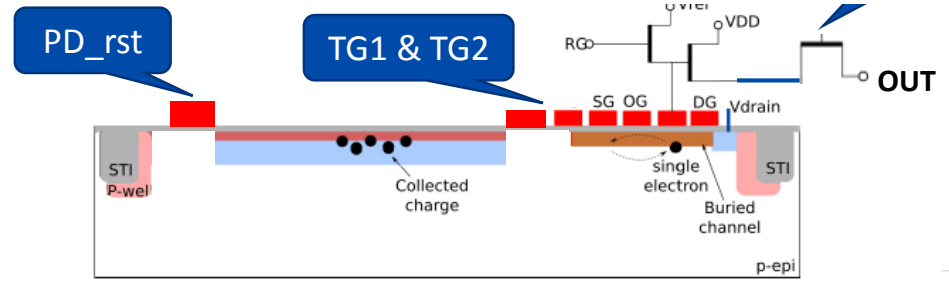 Vref
PD_rst
TG1 & TG2
VDD
RG
OUT
SG OG DG Vdrain
STI
P-wel
Collected
charge
single
electron
Buried
channel
STI
p-epi